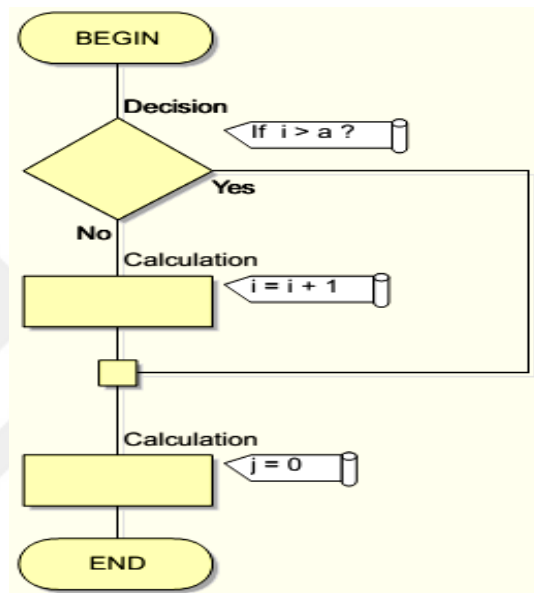 BEGIN
Decision
If i > a ?
Yes
No
Calculation
i = i + 1
Calculation
j = 0
END